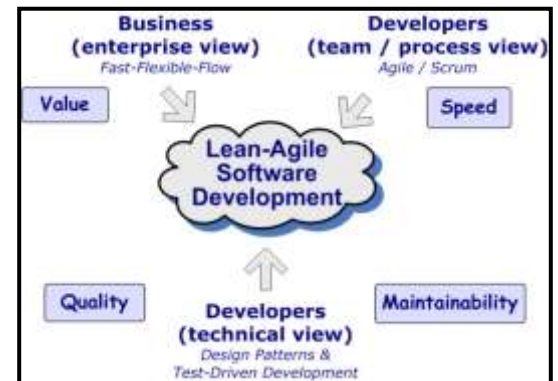 Business
(enterprise view)
Fast-Flexible-Flow
Developers
(team / process view)
Agile / Scrum
Value
Speed
Lean-Agile
Software
Development
Quality
Maintainability
Developers
(technical view)
Design Patterns &
Test-Driven Development